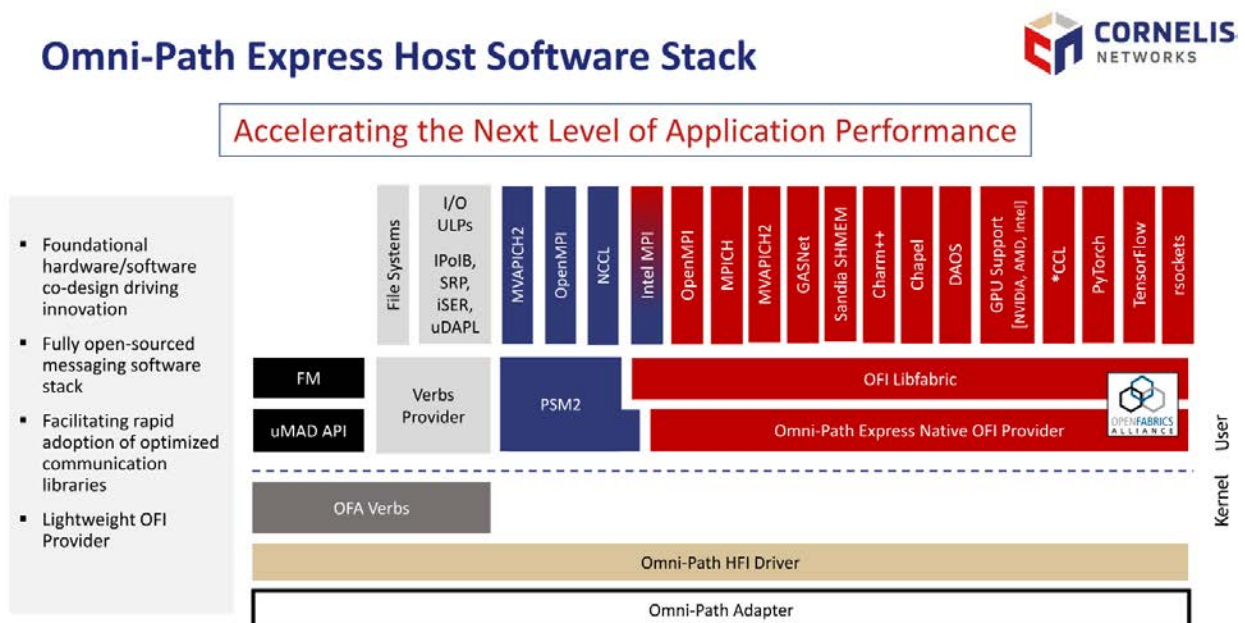 Omni-Path Express Host Software Stack
CORNELIS
NETWORKS
Accelerating the Next Level of Application Performance
▪ Foundational
hardware/software
co-design driving
innovation
▪ Fully open-sourced
messaging software
stack
▪ Facilitating rapid
adoption of optimized
communication
libraries
▪ Lightweight OFI
Provider
File Systems
I/O
ULPs
IPoIB,
SRP,
iSER,
uDAPL
MVAPICH2
OpenMPI
NCCL
Intel MPI
OpenMPI
MPICH
MVAPICH2
GASNet
Sandia SHMEM
Charm++
Chapel
DAOS
GPU Support
[NVIDIA, AMD, Intel]
*CCL
PyTorch
TensorFlow
rsockets
FM
uMAD API
Verbs
Provider
PSM2
OFI Libfabric
Omni-Path Express Native OFI Provider
OPENFABRICS
ALLIANCE
User
Kernel
OFA Verbs
Omni-Path HFI Driver
Omni-Path Adapter